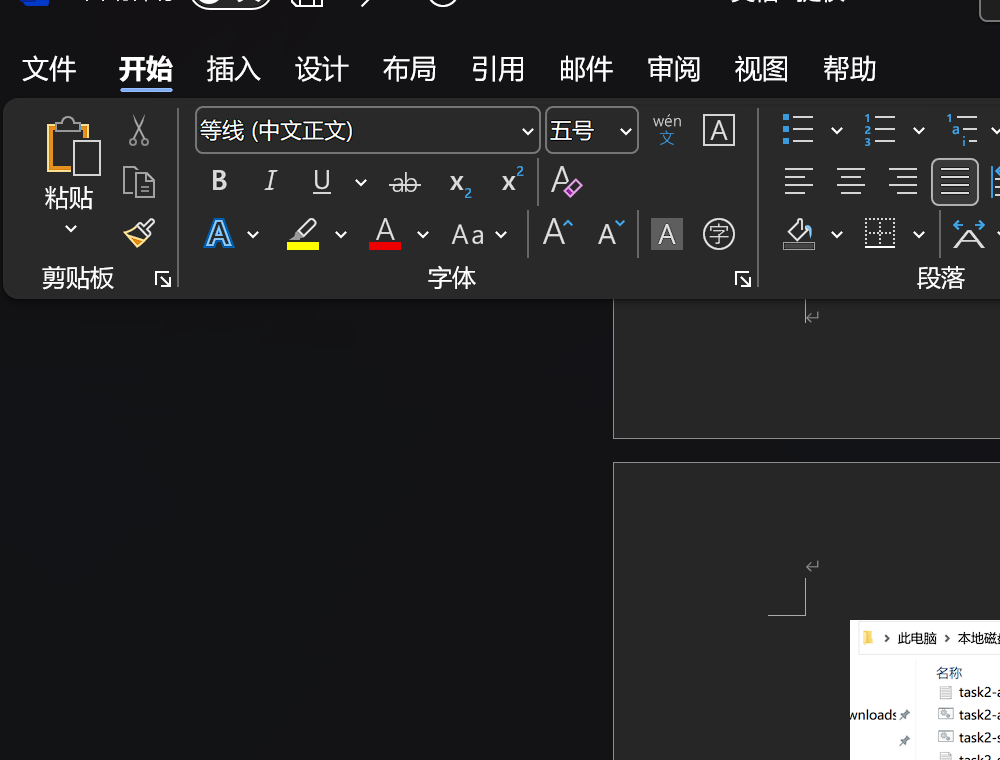 文件 开始 插入 设计 布局 引用 邮件 审阅 视图 帮助
等线 (中文正文) 五号 wén 文 A
粘贴
B I U ab x₂ x² A
A A Aa A A A 字
剪贴板 字体 段落
此电脑 本地磁盘
名称
task2-a
wnloads task2-a
task2-s